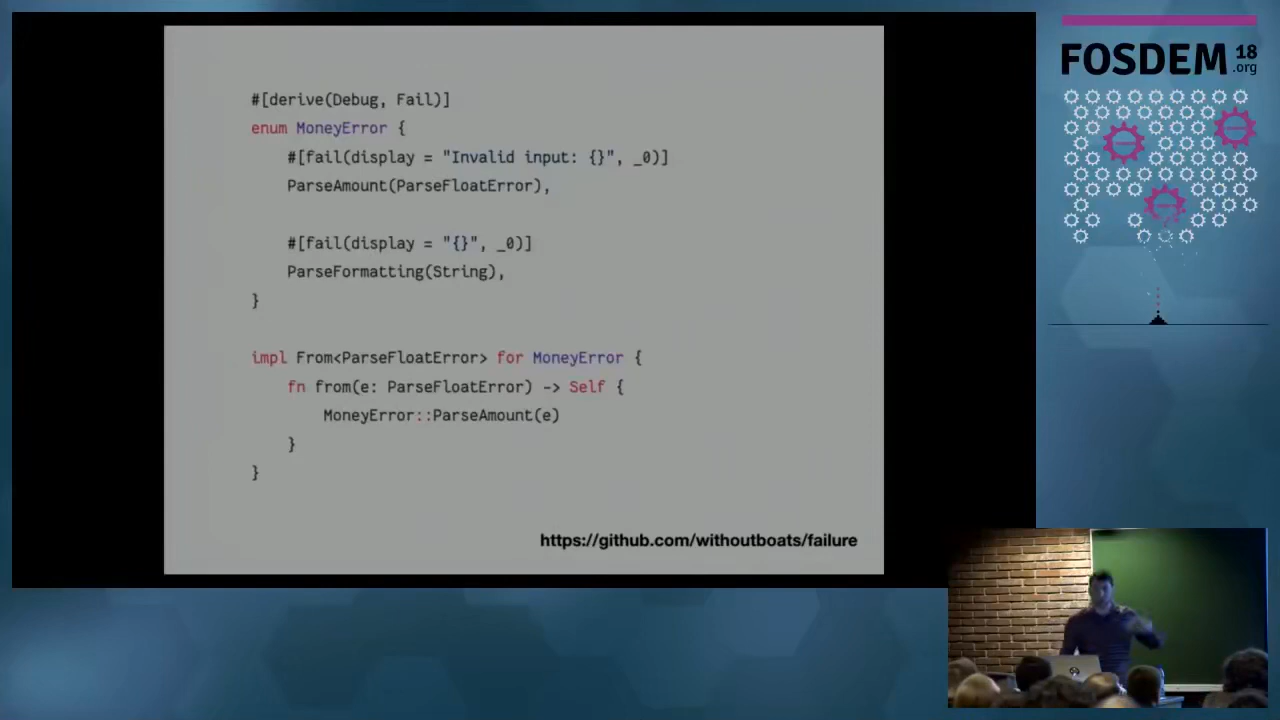 #[derive(Debug, Fail)]
enum MoneyError {
#[fail(display = "Invalid input: {}", _0)]
ParseAmount(ParseFloatError),
#[fail(display = "{}", _0)]
ParseFormatting(String),
}
impl From<ParseFloatError> for MoneyError {
fn from(e: ParseFloatError) -> Self {
MoneyError::ParseAmount(e)
}
}
https://github.com/withoutboats/failure
FOSDEM 18
.org